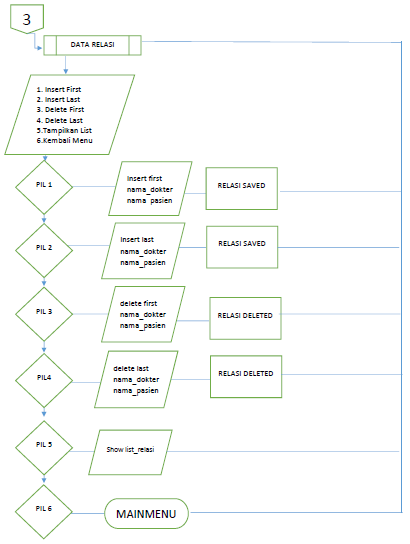 3
DATA RELASI
1. Insert First
2. Insert Last
3. Delete First
4. Delete Last
5.Tampilkan List
6.Kembali Menu
PIL 1
Insert first
nama_dokter
nama_pasien
RELASI SAVED
PIL 2
Insert last
nama_dokter
nama_pasien
RELASI SAVED
PIL 3
delete first
nama_dokter
nama_pasien
RELASI DELETED
PIL4
delete last
nama_dokter
nama_pasien
RELASI DELETED
PIL 5
Show list_relasi
PIL 6
MAINMENU